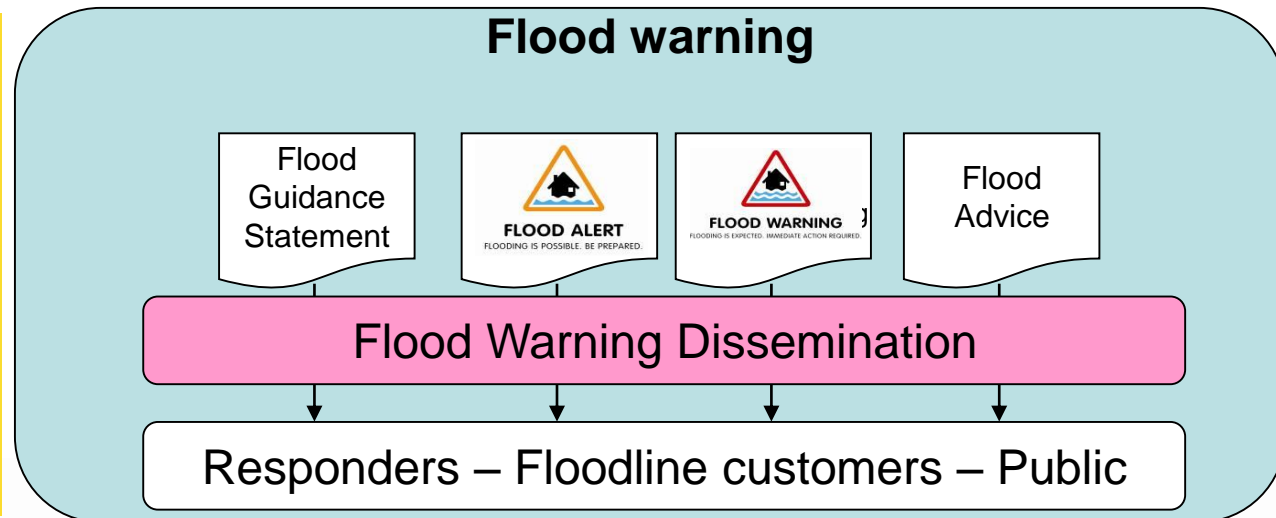 Flood warning
Flood
Guidance
Statement
FLOOD ALERT
FLOODING IS POSSIBLE. BE PREPARED.
FLOOD WARNING
FLOODING IS EXPECTED. IMMEDIATE ACTION REQUIRED.
g
Flood
Advice
Flood Warning Dissemination
Responders – Floodline customers – Public